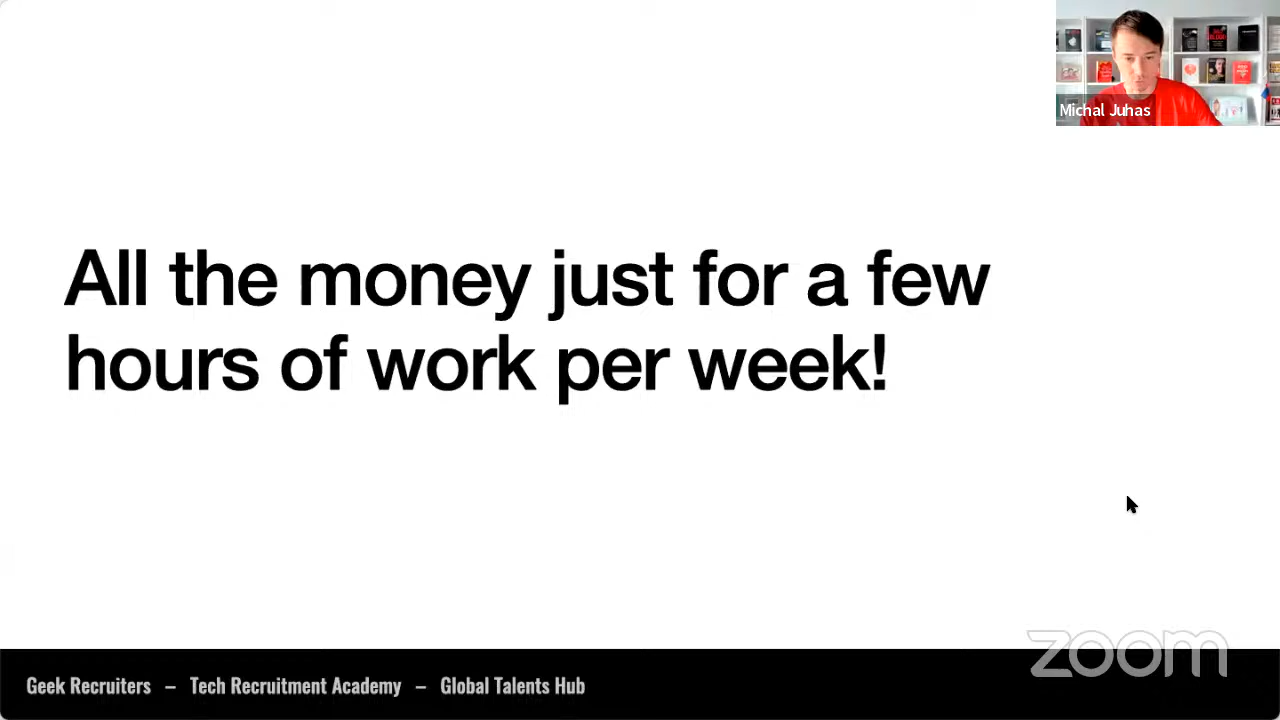 Michal Juhas
All the money just for a few
hours of work per week!
zoom
Geek Recruiters – Tech Recruitment Academy – Global Talents Hub